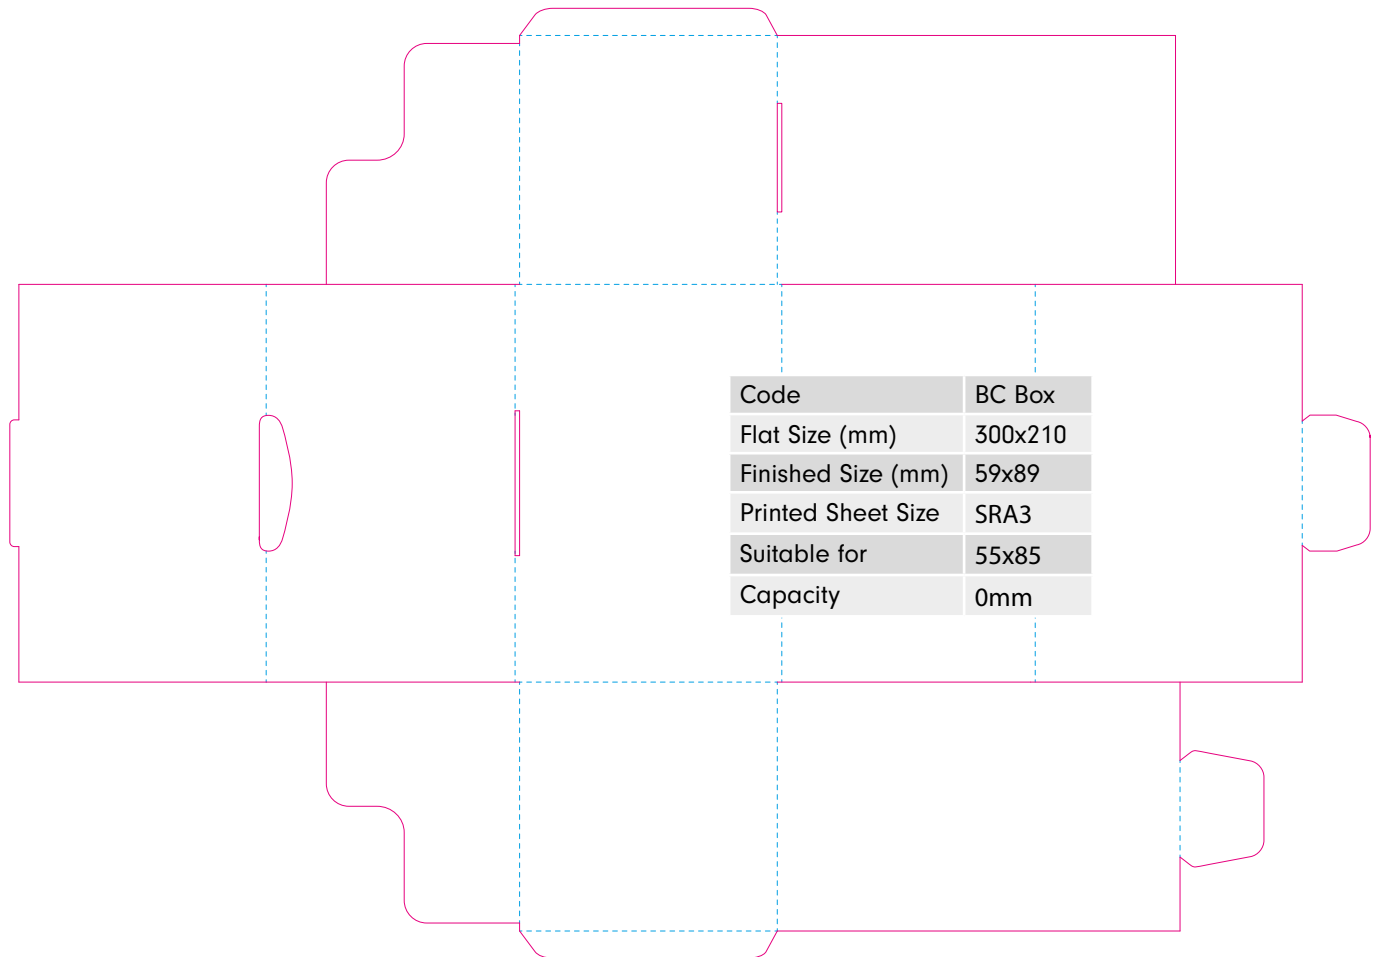 Code BC Box
Flat Size (mm) 300x210
Finished Size (mm) 59x89
Printed Sheet Size SRA3
Suitable for 55x85
Capacity 0mm